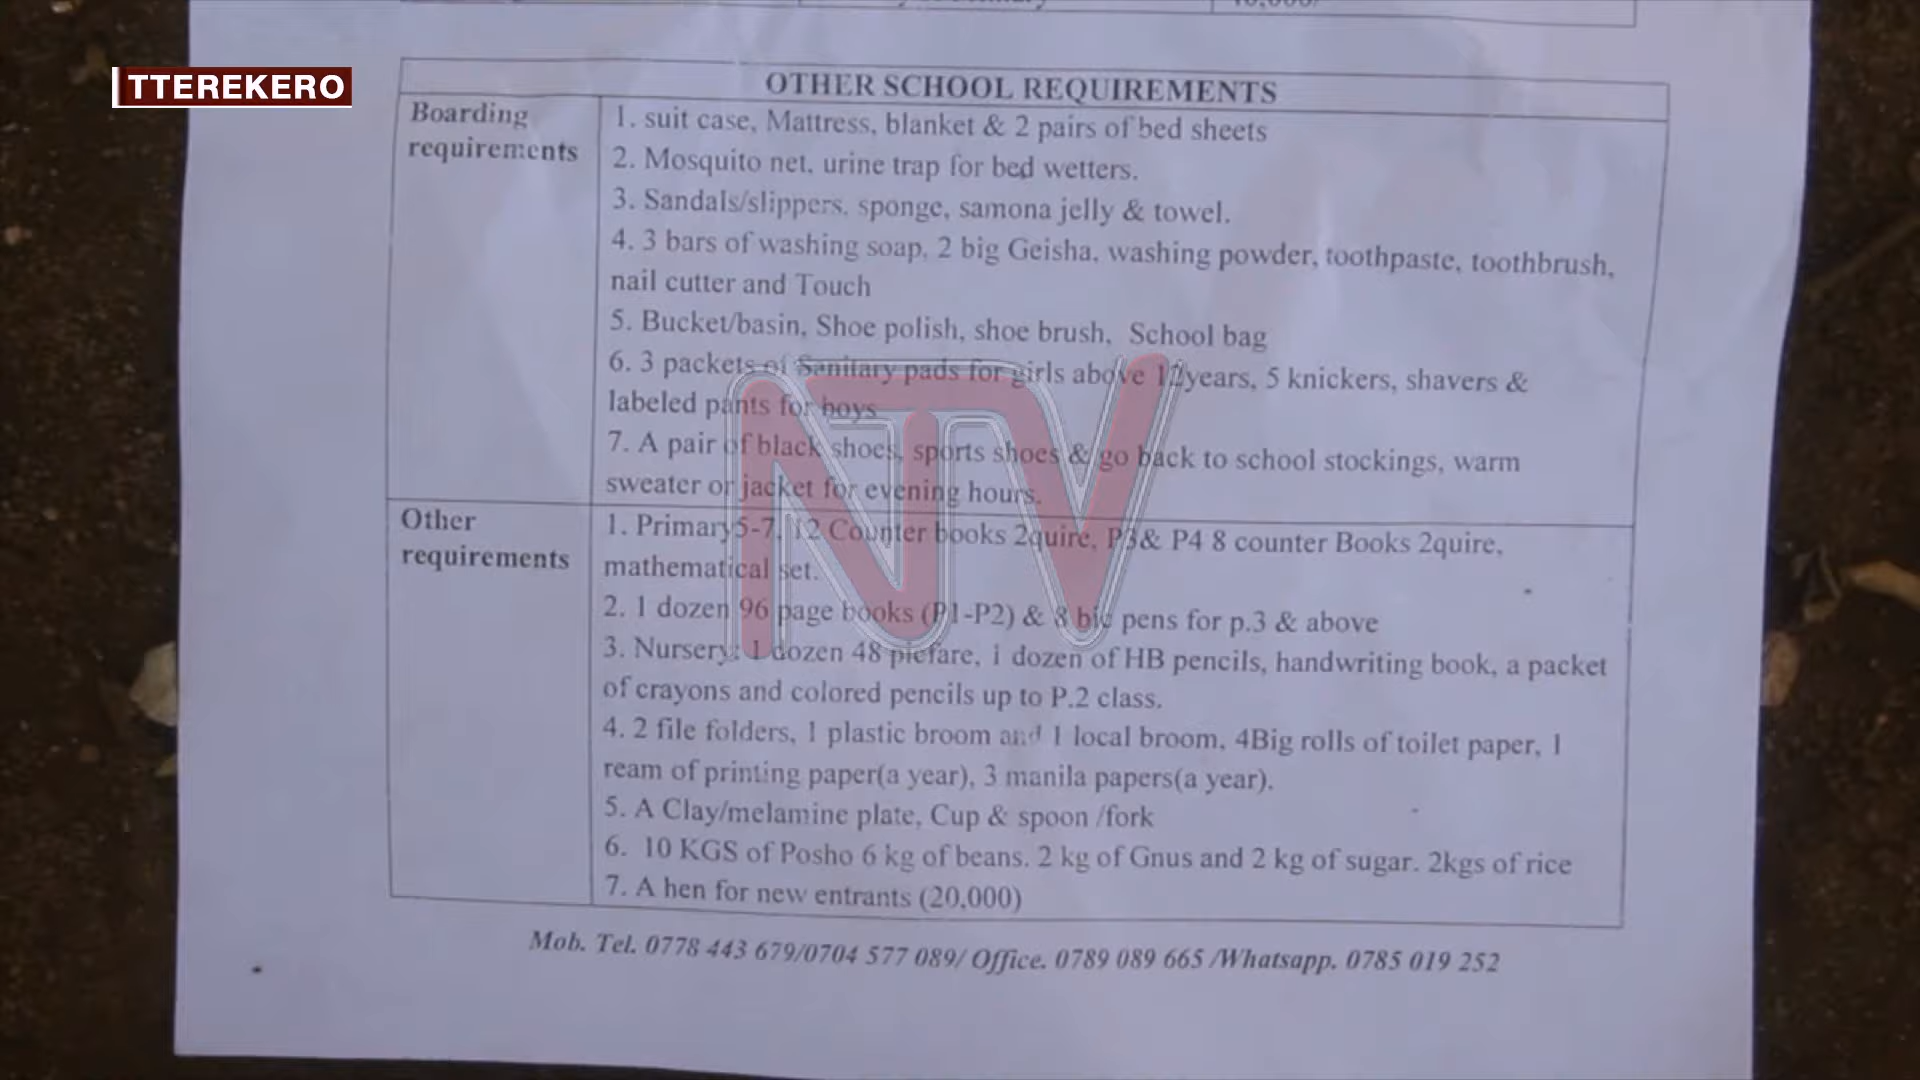 TTEREKERO
OTHER SCHOOL REQUIREMENTS
Boarding
requirements
1. suit case, Mattress, blanket & 2 pairs of bed sheets
2. Mosquito net, urine trap for bed wetters.
3. Sandals/slippers, sponge, samona jelly & towel.
4. 3 bars of washing soap, 2 big Geisha, washing powder, toothpaste, toothbrush,
nail cutter and Touch
5. Bucket/basin, Shoe polish, shoe brush, School bag
6. 3 packets of Sanitary pads for girls above 12years, 5 knickers, shavers &
labeled pants for boys
7. A pair of black shoes, sports shoes & go back to school stockings, warm
sweater or jacket for evening hours.
Other
requirements
1. Primary5-7, 12 Counter books 2quire, P3& P4 8 counter Books 2quire,
mathematical set.
2. 1 dozen 96 page books (P1-P2) & 8 bic pens for p.3 & above
3. Nursery: 1 dozen 48 picfare, 1 dozen of HB pencils, handwriting book, a packet
of crayons and colored pencils up to P.2 class.
4. 2 file folders, 1 plastic broom and 1 local broom, 4Big rolls of toilet paper, 1
ream of printing paper(a year), 3 manila papers(a year).
5. A Clay/melamine plate, Cup & spoon /fork
6. 10 KGS of Posho 6 kg of beans. 2 kg of Gnus and 2 kg of sugar. 2kgs of rice
7. A hen for new entrants (20,000)
Mob. Tel. 0778 443 679/0704 577 089/ Office. 0789 089 665 /Whatsapp. 0785 019 252
NTV